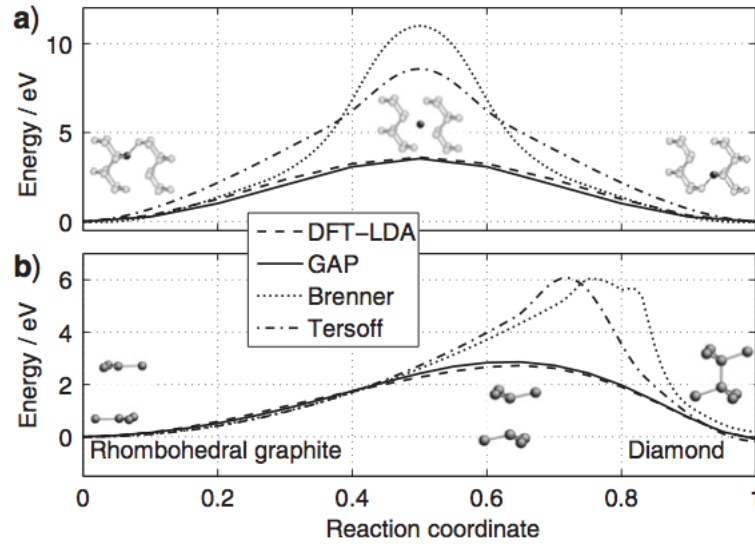 a)
Energy / eV
10
5
0
DFT-LDA
GAP
Brenner
Tersoff
b)
Energy / eV
6
4
2
0
Rhombohedral graphite
Diamond
0 0.2 0.4 0.6 0.8 1
Reaction coordinate